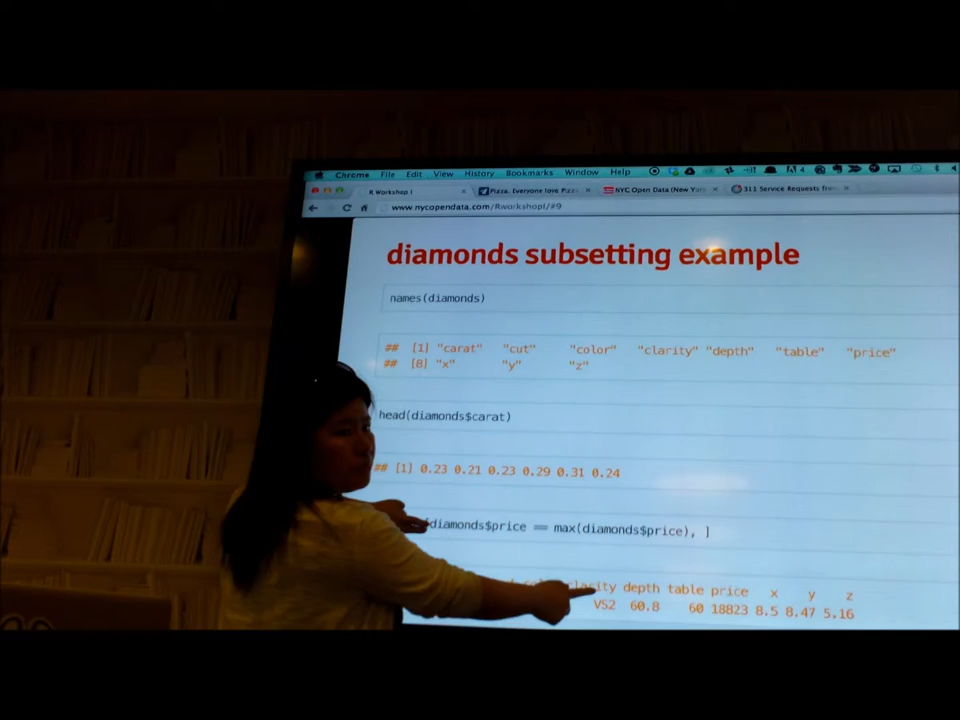 Chrome File Edit View History Bookmarks Window Help
R Workshop I
Pizza. Everyone love Pizz
NYC Open Data (New York
311 Service Requests from
www.nycopendata.com/RworkshopI/#9
diamonds subsetting example
names(diamonds)
## [1] "carat" "cut" "color" "clarity" "depth" "table" "price"
## [8] "x" "y" "z"
head(diamonds$carat)
## [1] 0.23 0.21 0.23 0.29 0.31 0.24
diamonds$price == max(diamonds$price), ]
clarity depth table price x y z
VS2 60.8 60 18823 8.5 8.47 5.16